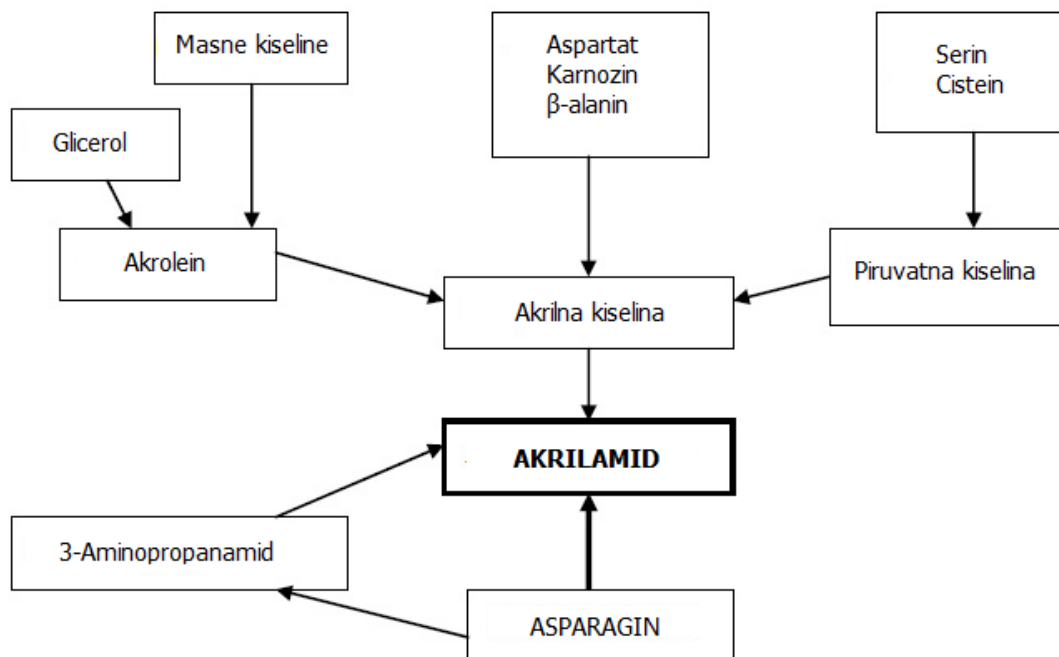 Masne kiseline
Aspartat
Karnozin
β-alanin
Serin
Cistein
Glicerol
Akrolein
Piruvatna kiselina
Akrilna kiselina
AKRILAMID
3-Aminopropanamid
ASPARAGIN